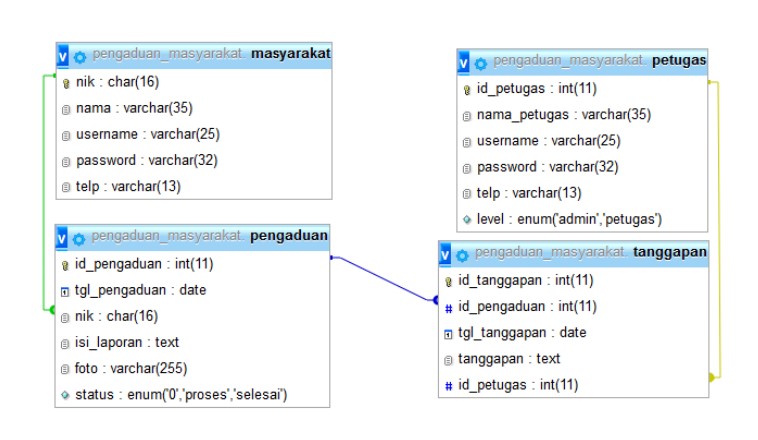 pengaduan_masyarakat. masyarakat
nik : char(16)
nama : varchar(35)
username : varchar(25)
password : varchar(32)
telp : varchar(13)
pengaduan_masyarakat. petugas
id_petugas : int(11)
nama_petugas : varchar(35)
username : varchar(25)
password : varchar(32)
telp : varchar(13)
level : enum('admin','petugas')
pengaduan_masyarakat. pengaduan
id_pengaduan : int(11)
tgl_pengaduan : date
nik : char(16)
isi_laporan : text
foto : varchar(255)
status : enum('0','proses','selesai')
pengaduan_masyarakat. tanggapan
id_tanggapan : int(11)
# id_pengaduan : int(11)
tgl_tanggapan : date
tanggapan : text
# id_petugas : int(11)